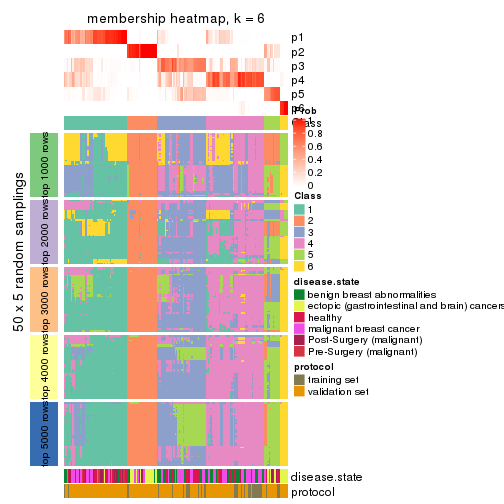 membership heatmap, k = 6
p1
p2
p3
p4
p5
p6
Class
Prob
0.8
0.6
0.4
0.2
0
Class
1
2
3
4
5
6
disease.state
benign breast abnormalities
ectopic (gastrointestinal and brain) cancers
healthy
malignant breast cancer
Post-Surgery (malignant)
Pre-Surgery (malignant)
protocol
training set
validation set
50 x 5 random samplings
top 1000 rows
top 2000 rows
top 3000 rows
top 4000 rows
top 5000 rows
disease.state
protocol